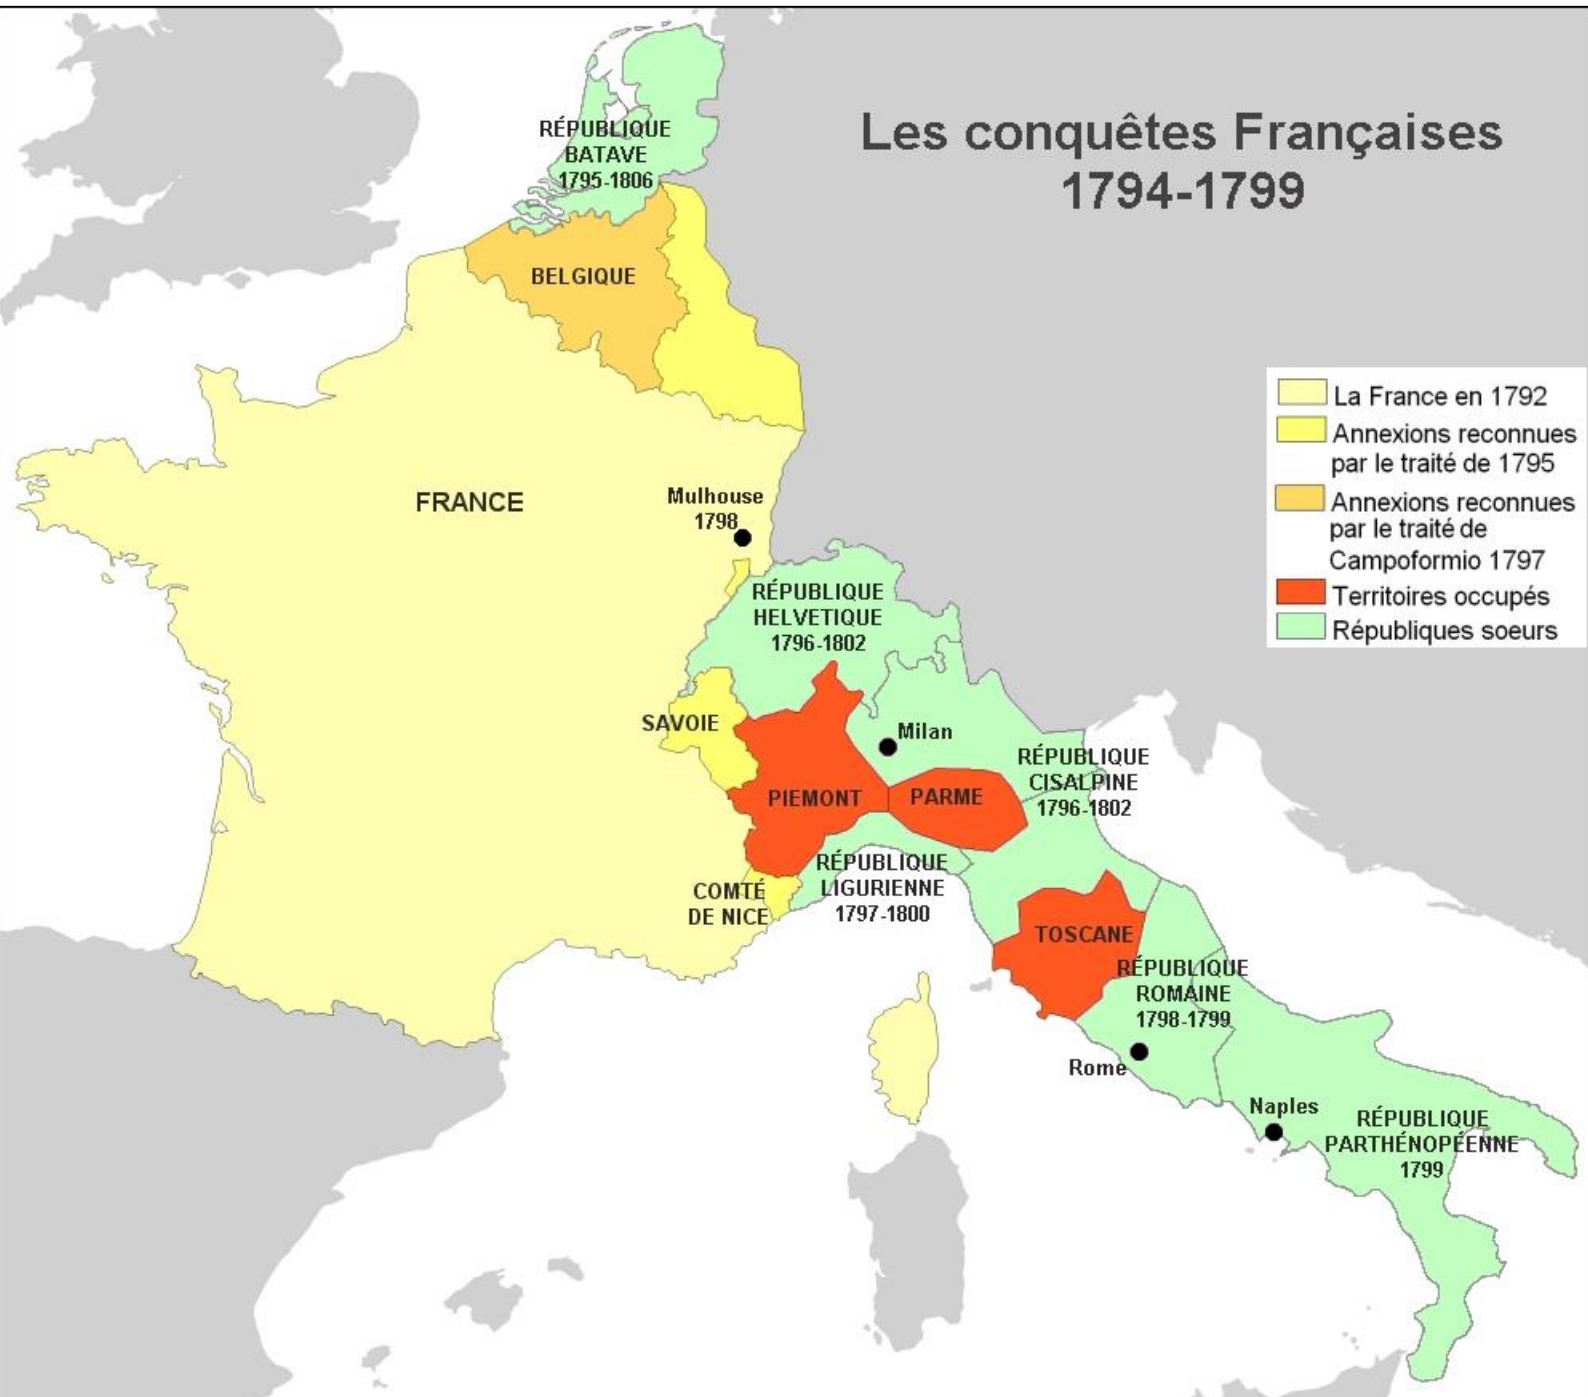 Les conquêtes Françaises
1794-1799
RÉPUBLIQUE
BATAVE
1795-1806
BELGIQUE
La France en 1792
Annexions reconnues
par le traité de 1795
Annexions reconnues
par le traité de
Campoformio 1797
Territoires occupés
Républiques soeurs
FRANCE
Mulhouse
1798
RÉPUBLIQUE
HELVETIQUE
1796-1802
SAVOIE
Milan
RÉPUBLIQUE
CISALPINE
1796-1802
PIEMONT
PARME
RÉPUBLIQUE
LIGURIENNE
1797-1800
COMTÉ
DE NICE
TOSCANE
RÉPUBLIQUE
ROMAINE
1798-1799
Rome
Naples
RÉPUBLIQUE
PARTHÉNOPÉENNE
1799